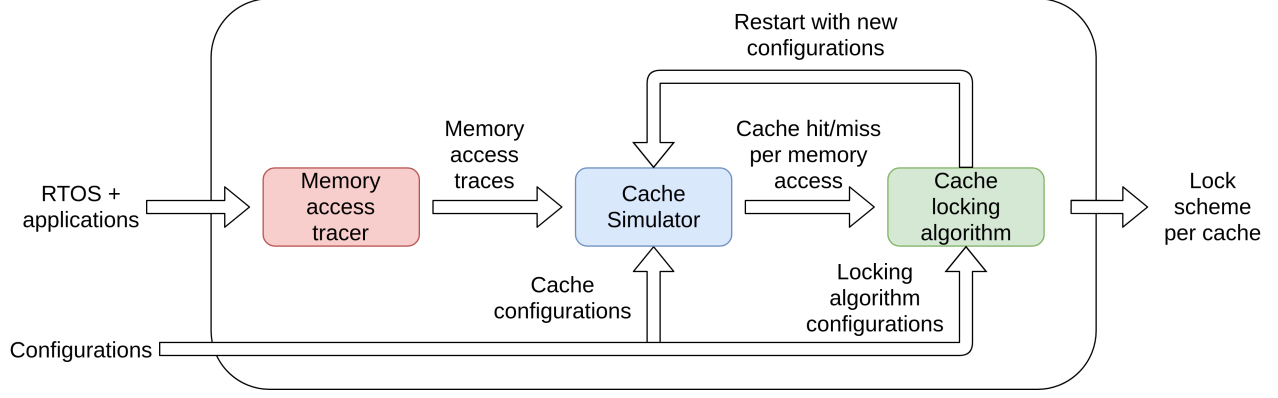 Restart with new
configurations
Memory
access
traces
Cache hit/miss
per memory
access
RTOS +
applications
Memory
access
tracer
Cache
Simulator
Cache
locking
algorithm
Lock
scheme
per cache
Cache
configurations
Locking
algorithm
configurations
Configurations